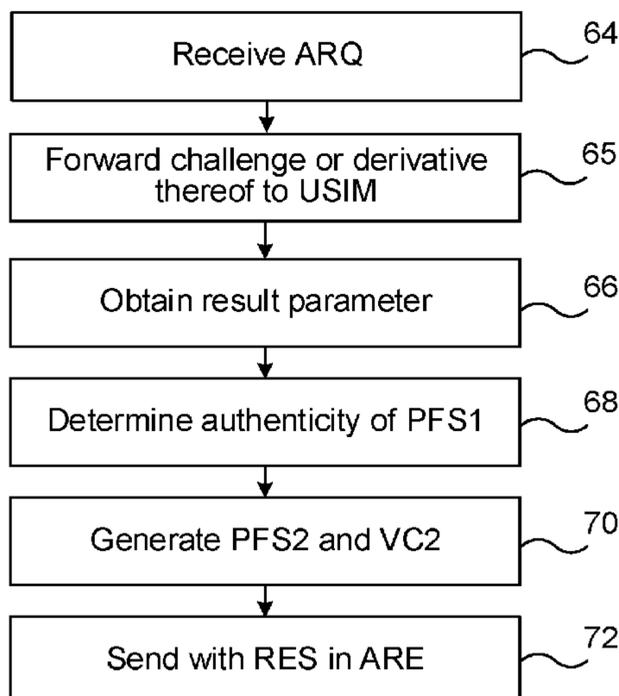 Receive ARQ
64
Forward challenge or derivative
thereof to USIM
65
Obtain result parameter
66
Determine authenticity of PFS1
68
Generate PFS2 and VC2
70
Send with RES in ARE
72